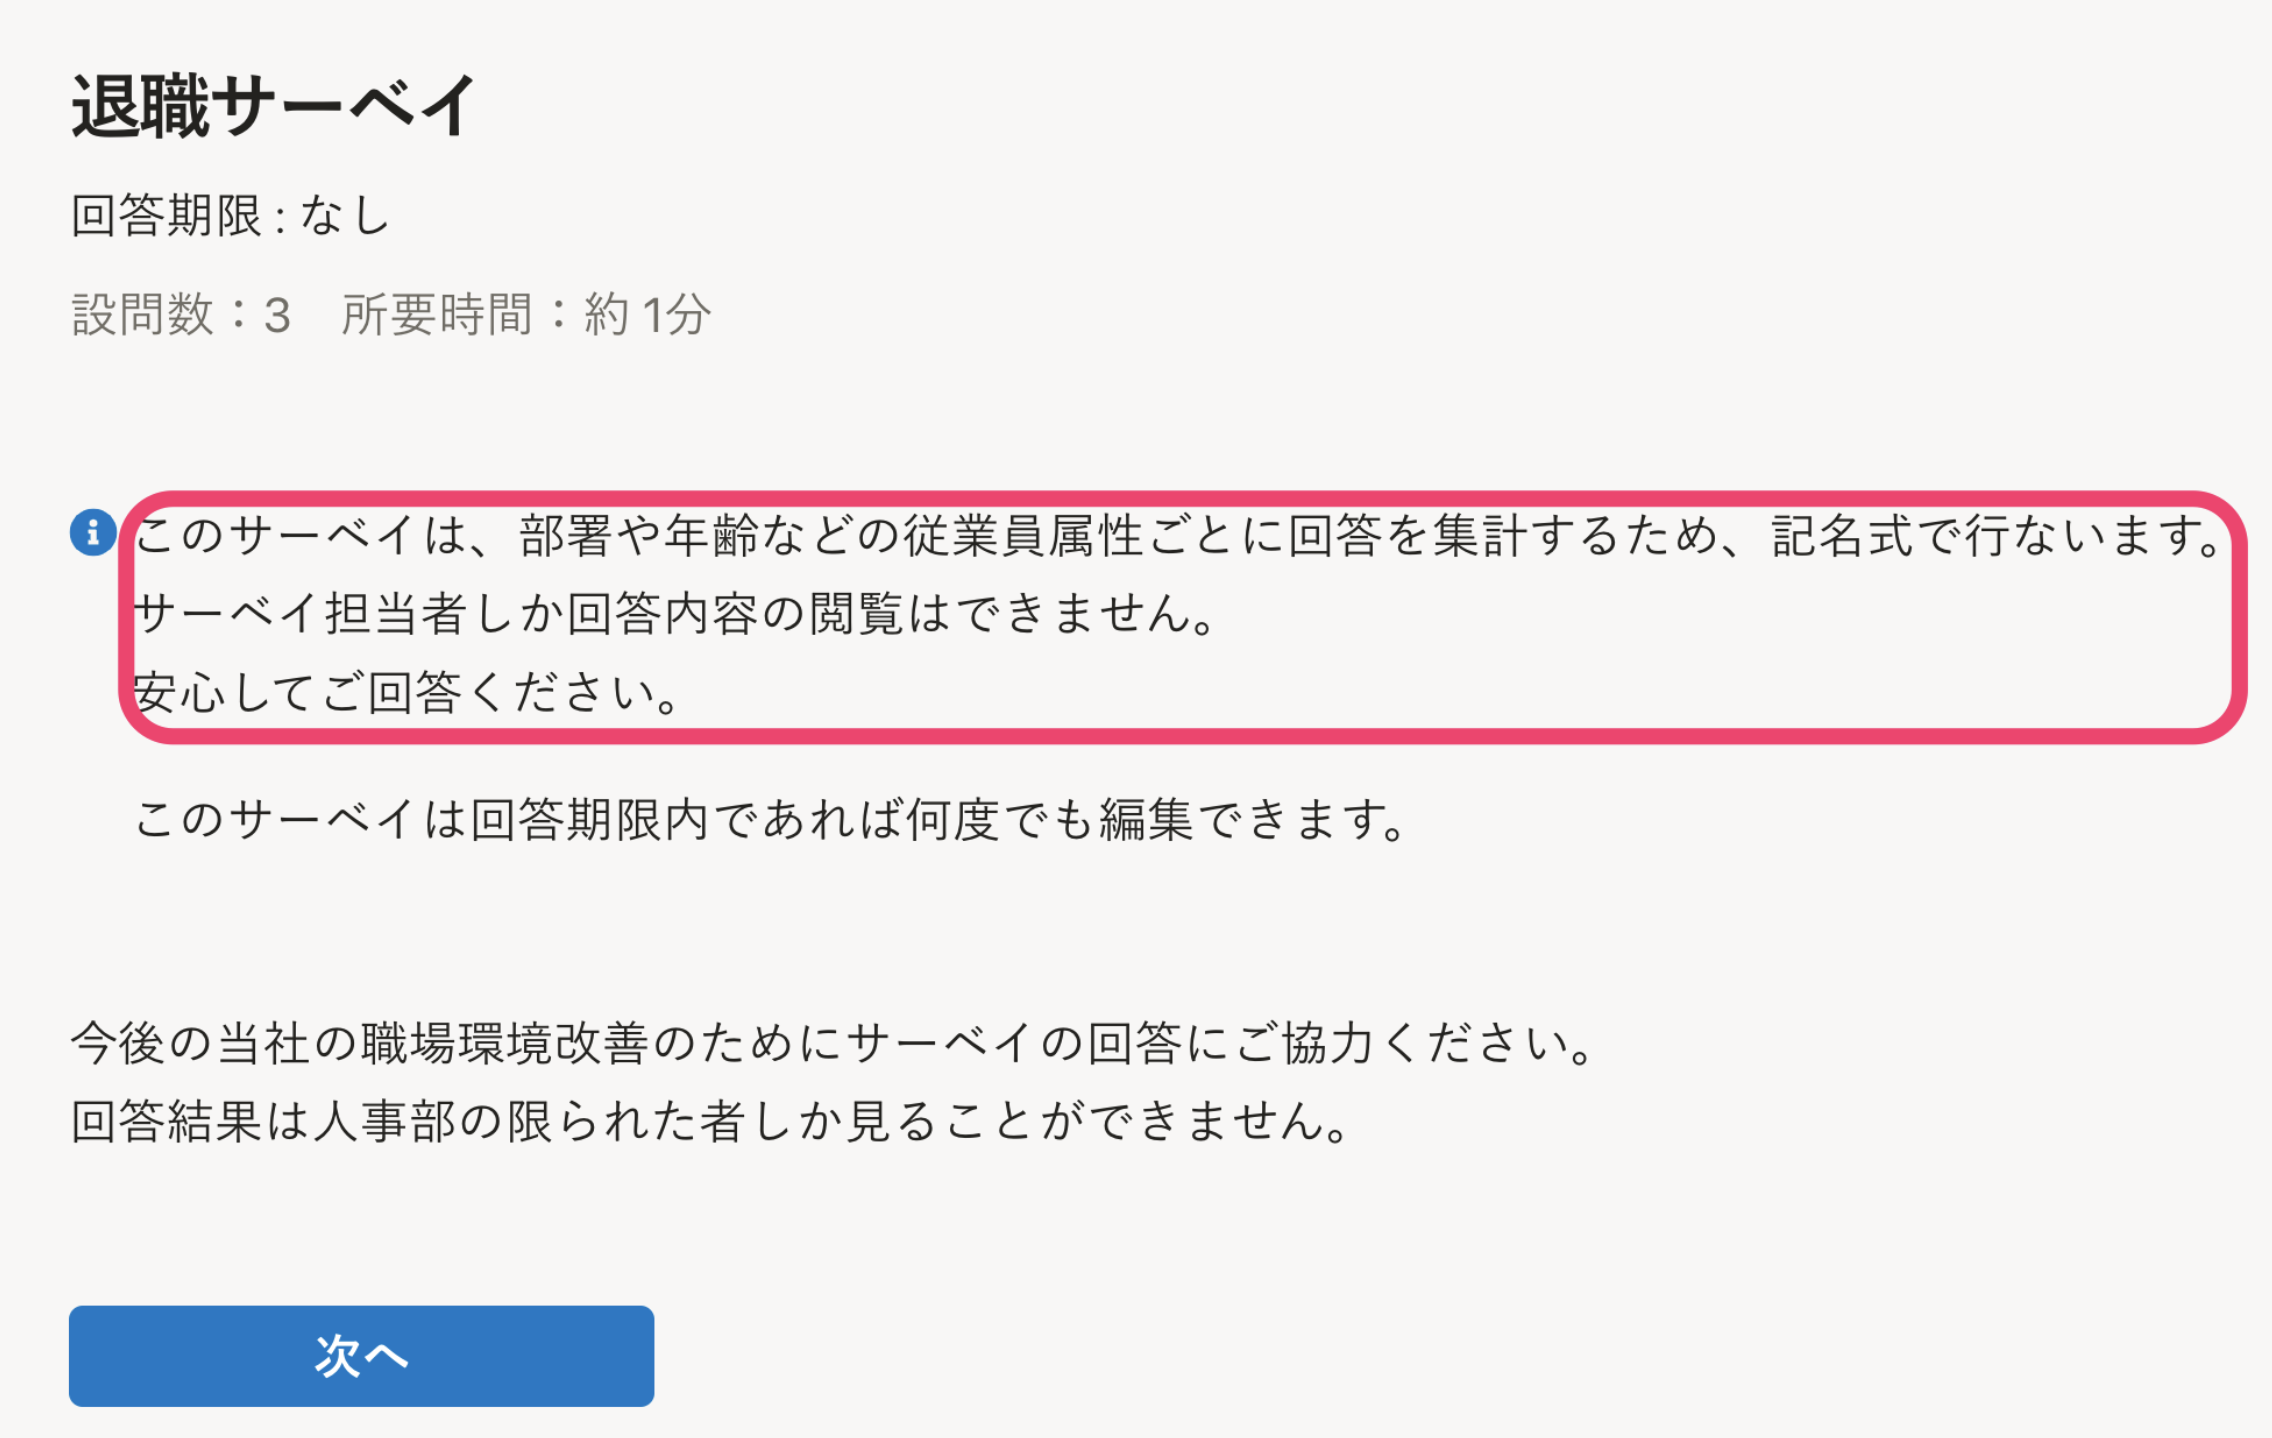 退職サーベイ
回答期限 : なし
設問数：3　所要時間：約 1分
このサーベイは、部署や年齢などの従業員属性ごとに回答を集計するため、記名式で行ないます。
サーベイ担当者しか回答内容の閲覧はできません。
安心してご回答ください。
このサーベイは回答期限内であれば何度でも編集できます。
今後の当社の職場環境改善のためにサーベイの回答にご協力ください。
回答結果は人事部の限られた者しか見ることができません。
次へ